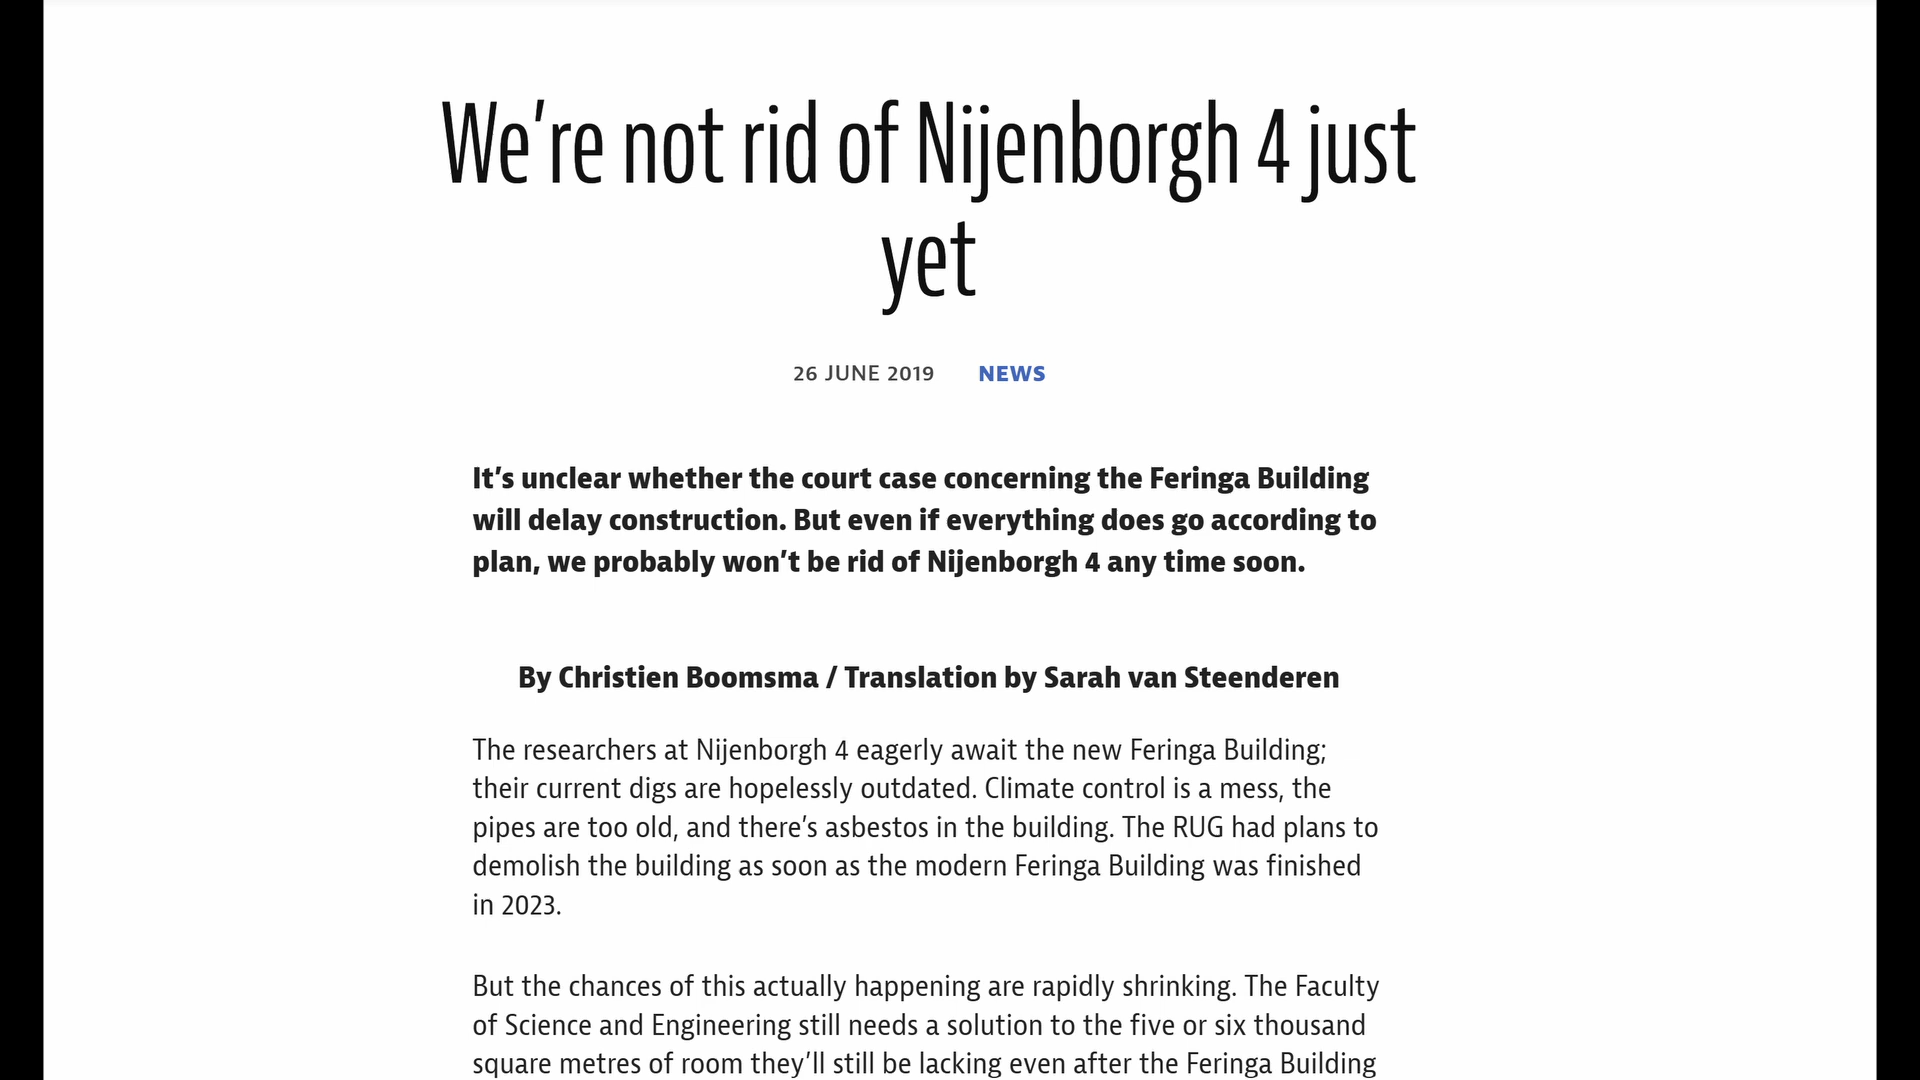 We're not rid of Nijenborgh 4 just
yet
26 JUNE 2019 NEWS
It's unclear whether the court case concerning the Feringa Building
will delay construction. But even if everything does go according to
plan, we probably won't be rid of Nijenborgh 4 any time soon.
By Christien Boomsma / Translation by Sarah van Steenderen
The researchers at Nijenborgh 4 eagerly await the new Feringa Building;
their current digs are hopelessly outdated. Climate control is a mess, the
pipes are too old, and there's asbestos in the building. The RUG had plans to
demolish the building as soon as the modern Feringa Building was finished
in 2023.
But the chances of this actually happening are rapidly shrinking. The Faculty
of Science and Engineering still needs a solution to the five or six thousand
square metres of room they'll still be lacking even after the Feringa Building